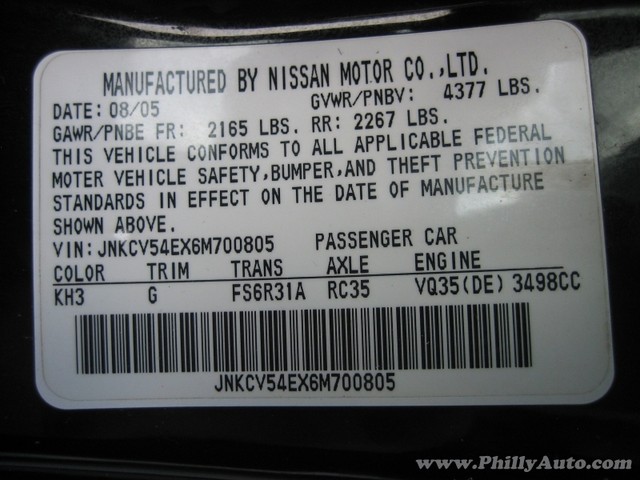 MANUFACTURED BY NISSAN MOTOR CO.,LTD.
DATE: 08/05 GVWR/PNBV: 4377 LBS.
GAWR/PNBE FR: 2165 LBS. RR: 2267 LBS.
THIS VEHICLE CONFORMS TO ALL APPLICABLE FEDERAL
MOTER VEHICLE SAFETY,BUMPER,AND THEFT PREVENTION
STANDARDS IN EFFECT ON THE DATE OF MANUFACTURE
SHOWN ABOVE.
VIN:JNKCV54EX6M700805 PASSENGER CAR
COLOR TRIM TRANS AXLE ENGINE
KH3 G FS6R31A RC35 VQ35(DE) 3498CC
JNKCV54EX6M700805
www.PhillyAuto.com